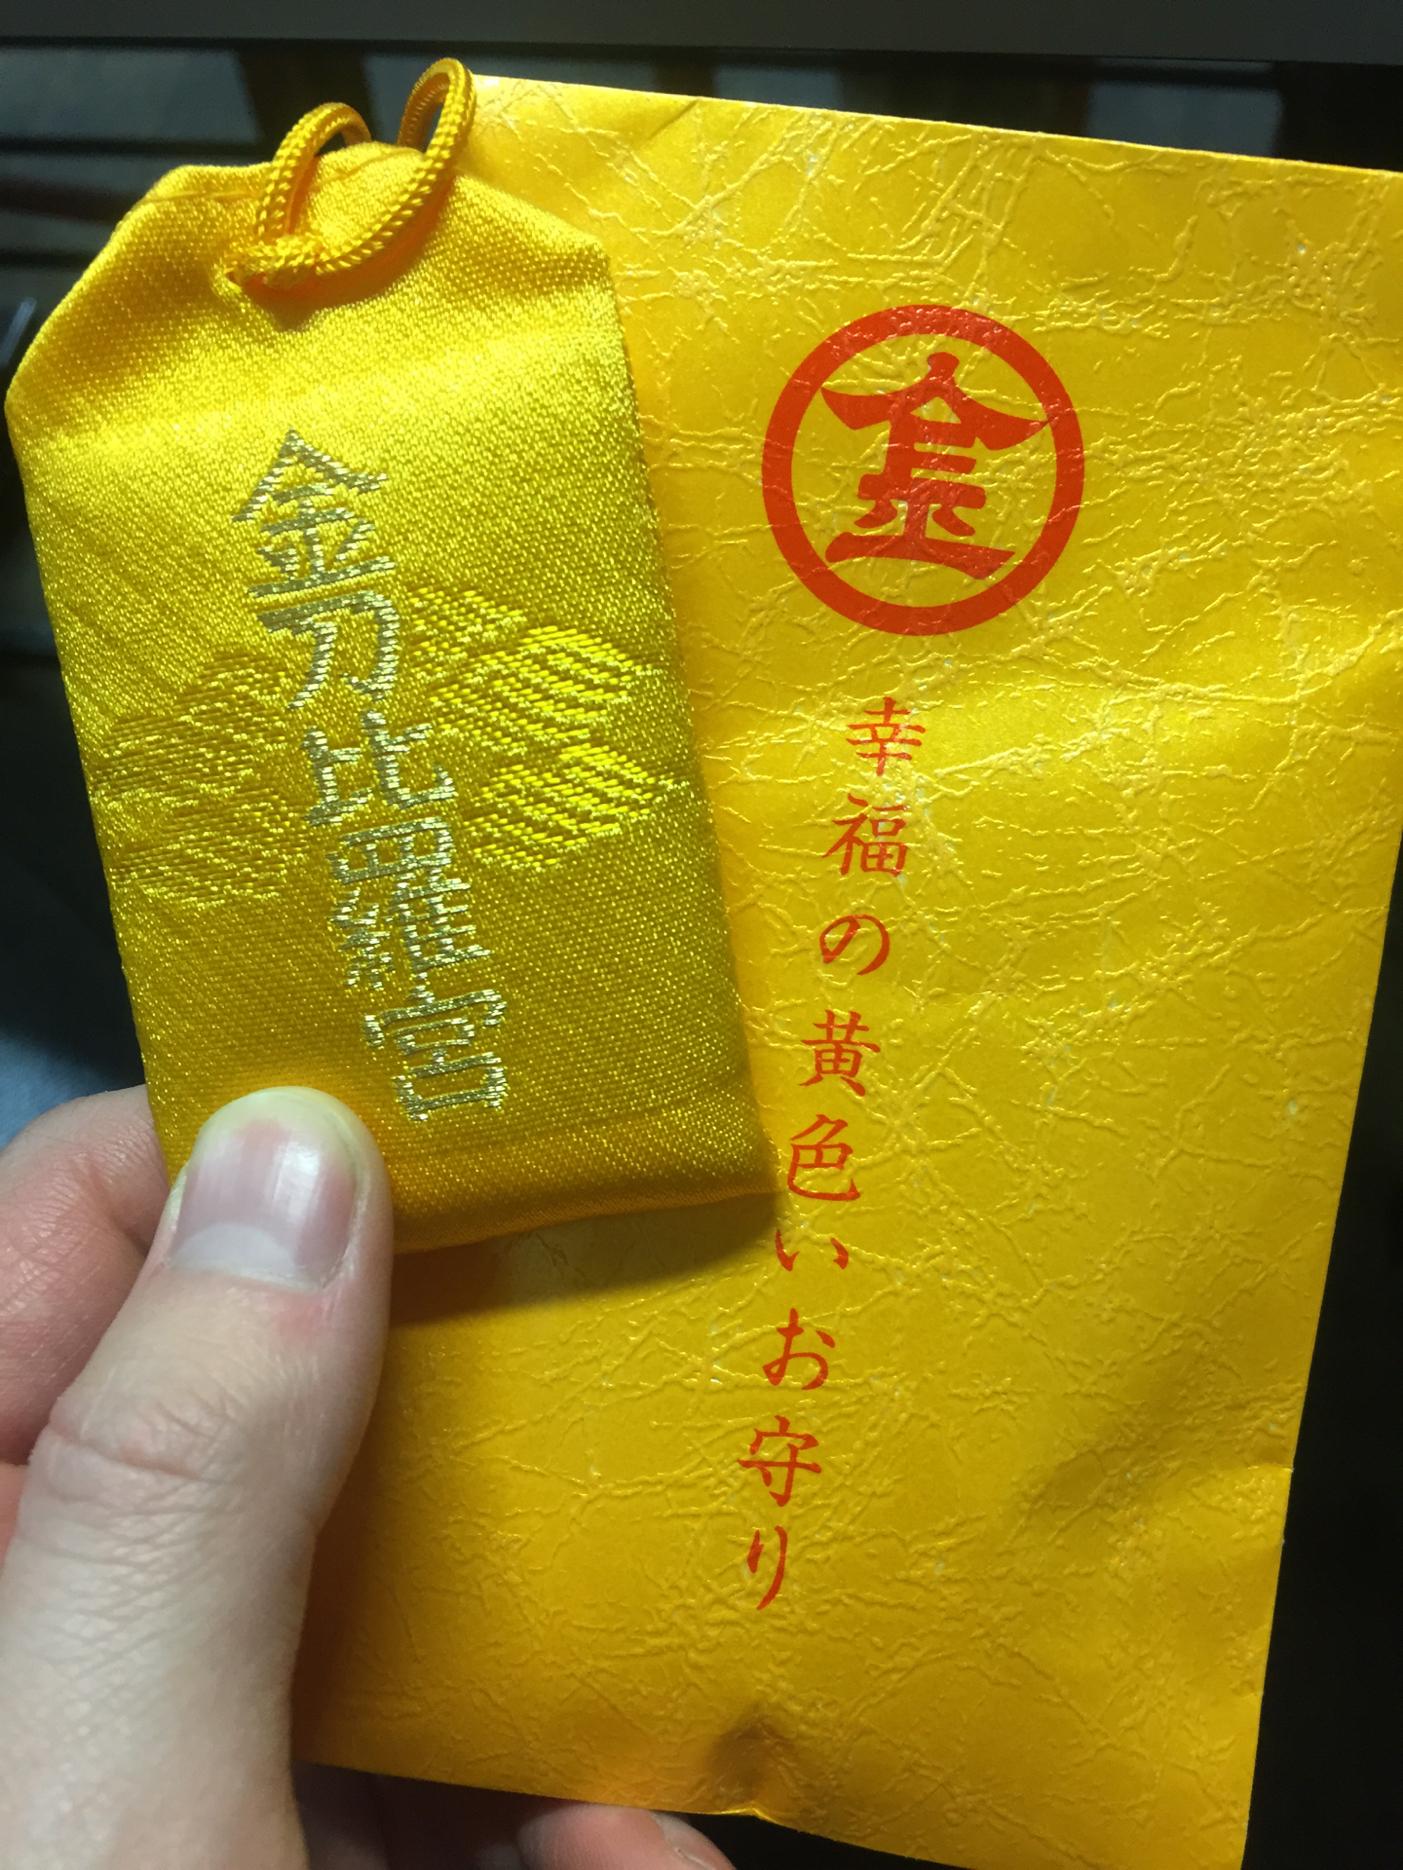 金刀比羅宮
金
幸福の黄色いお守り